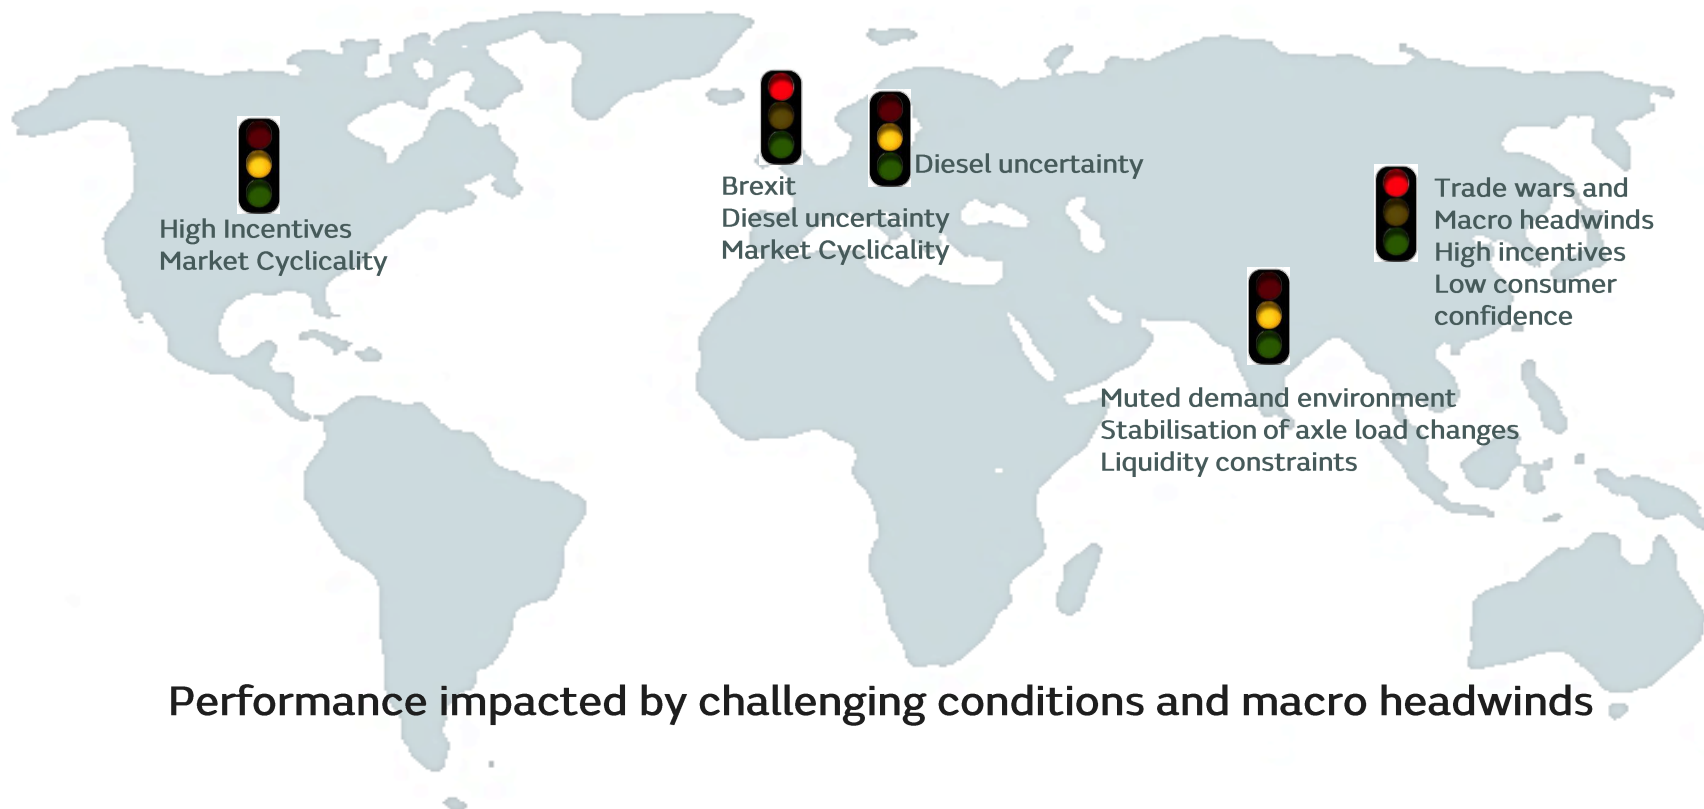 High Incentives
Market Cyclicality
Brexit
Diesel uncertainty
Market Cyclicality
Diesel uncertainty
Trade wars and
Macro headwinds
High incentives
Low consumer
confidence
Muted demand environment
Stabilisation of axle load changes
Liquidity constraints
Performance impacted by challenging conditions and macro headwinds